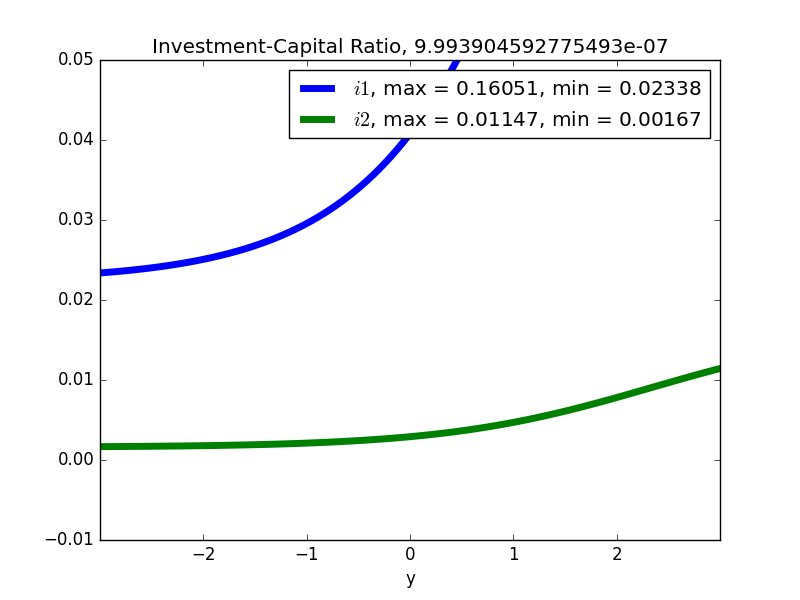 Investment-Capital Ratio, 9.993904592775493e-07
i1, max = 0.16051, min = 0.02338
i2, max = 0.01147, min = 0.00167
0.05
0.04
0.03
0.02
0.01
0.00
−0.01
−2 −1 0 1 2
y